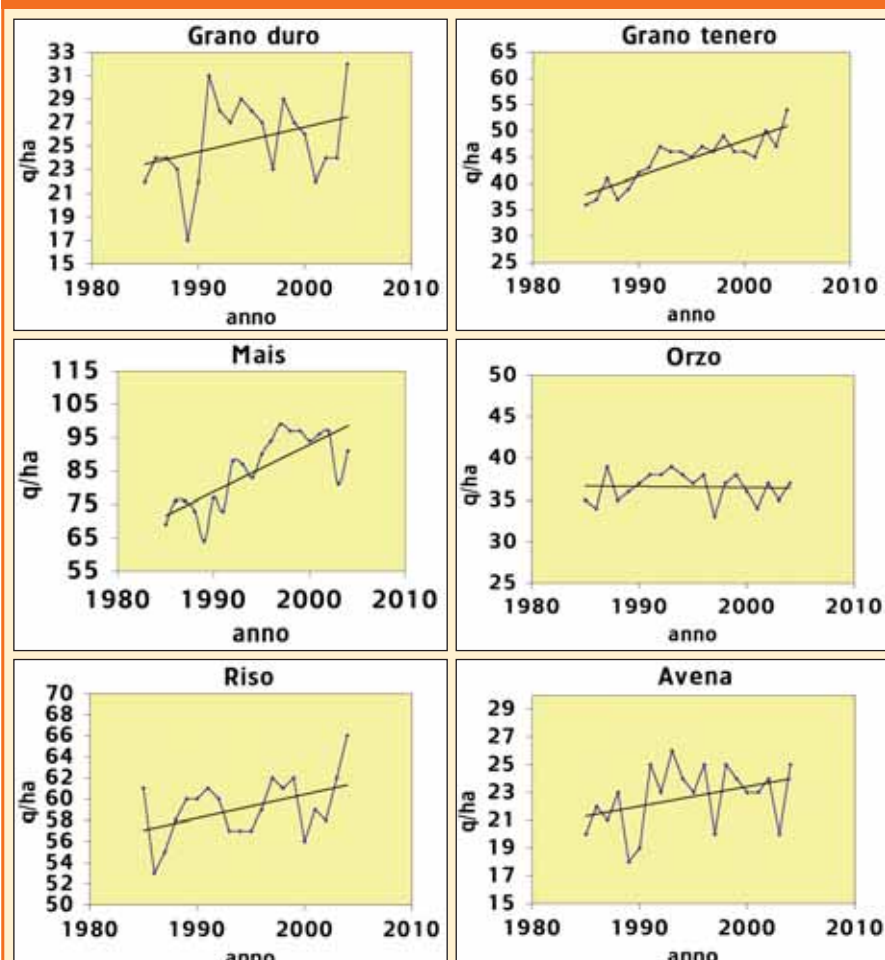 Grano duro
33
31
29
27
25
23
21
19
17
15
q/ha
1980 1990 2000 2010
anno
Grano tenero
65
60
55
50
45
40
35
30
25
q/ha
1980 1990 2000 2010
anno
Mais
115
105
95
85
75
65
55
q/ha
1980 1990 2000 2010
anno
Orzo
50
45
40
35
30
25
q/ha
1980 1990 2000 2010
anno
Riso
70
68
66
64
62
60
58
56
54
52
50
q/ha
1980 1990 2000 2010
anno
Avena
29
27
25
23
21
19
17
15
q/ha
1980 1990 2000 2010
anno